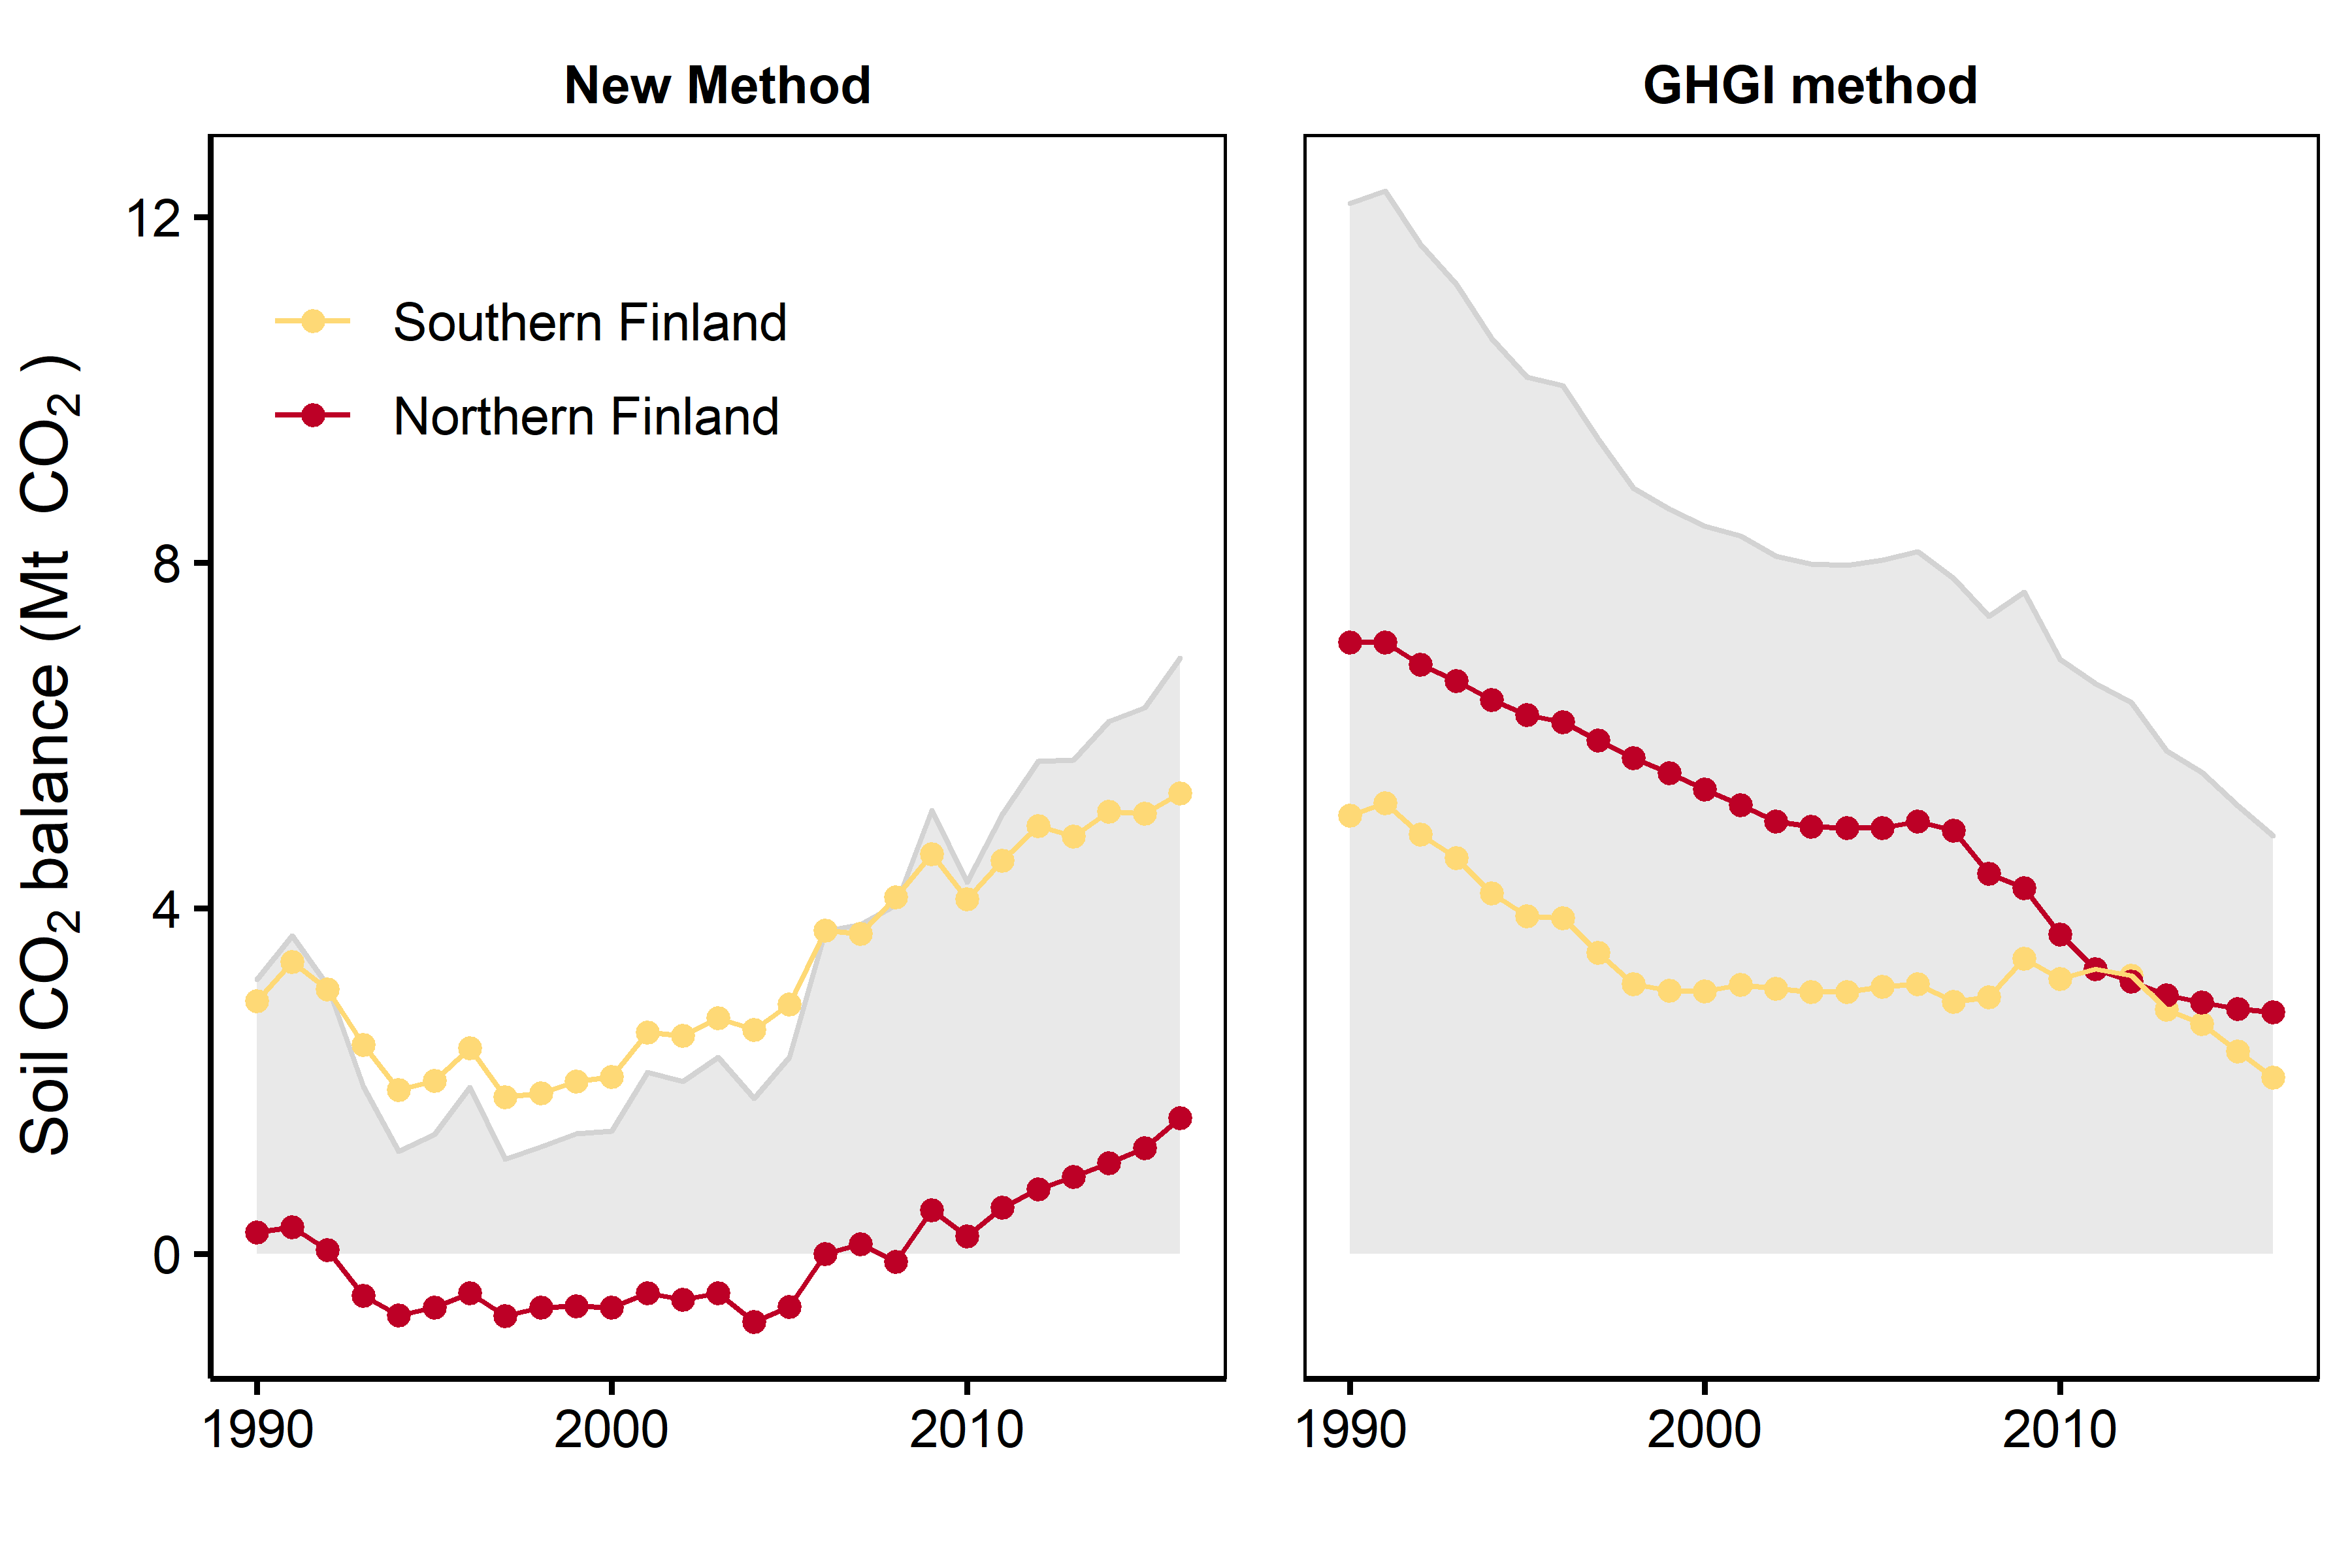 New Method
GHGI method
Soil CO₂ balance (Mt CO₂ )
12
8
4
0
Southern Finland
Northern Finland
1990
2000
2010
1990
2000
2010